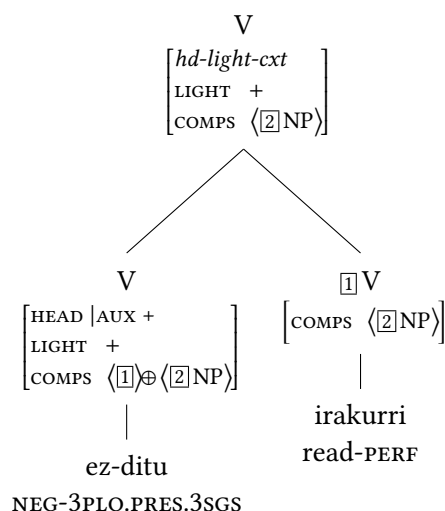 V
hd-light-cxt
LIGHT +
COMPS ⟨[2]NP⟩
V
HEAD |AUX +
LIGHT +
COMPS ⟨[1]⟩⊕⟨[2]NP⟩
[1]V
COMPS ⟨[2]NP⟩
ez-ditu
NEG-3PLO.PRES.3SGS
irakurri
read-PERF